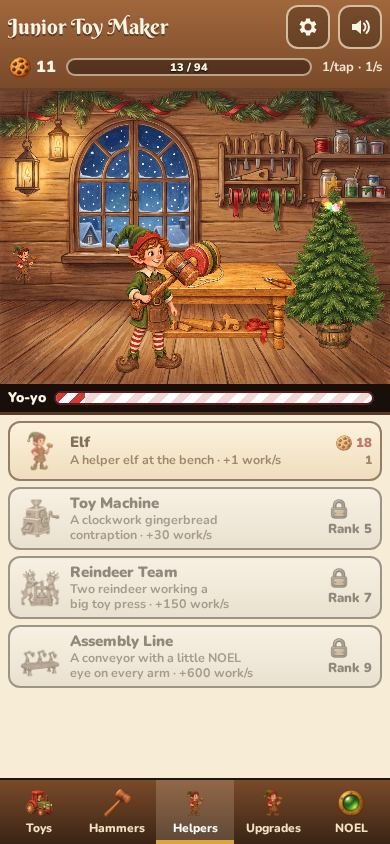 Junior Toy Maker
11
13 / 94
1/tap · 1/s
Yo-yo
Elf
A helper elf at the bench · +1 work/s
18
1
Toy Machine
A clockwork gingerbread
contraption · +30 work/s
Rank 5
Reindeer Team
Two reindeer working a
big toy press · +150 work/s
Rank 7
Assembly Line
A conveyor with a little NOEL
eye on every arm · +600 work/s
Rank 9
Toys
Hammers
Helpers
Upgrades
NOEL